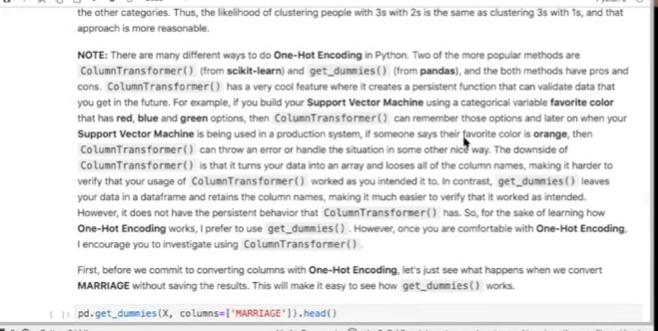 the other categories. Thus, the likelihood of clustering people with 3s with 2s is the same as clustering 3s with 1s, and that
approach is more reasonable.
NOTE: There are many different ways to do One-Hot Encoding in Python. Two of the more popular methods are
ColumnTransformer() (from scikit-learn) and get_dummies() (from pandas), and the both methods have pros and
cons. ColumnTransformer() has a very cool feature where it creates a persistent function that can validate data that
you get in the future. For example, if you build your Support Vector Machine using a categorical variable favorite color
that has red, blue and green options, then ColumnTransformer() can remember those options and later on when your
Support Vector Machine is being used in a production system, if someone says their favorite color is orange, then
ColumnTransformer() can throw an error or handle the situation in some other nice way. The downside of
ColumnTransformer() is that it turns your data into an array and looses all of the column names, making it harder to
verify that your usage of ColumnTransformer() worked as you intended it to. In contrast, get_dummies() leaves
your data in a dataframe and retains the column names, making it much easier to verify that it worked as intended.
However, it does not have the persistent behavior that ColumnTransformer() has. So, for the sake of learning how
One-Hot Encoding works, I prefer to use get_dummies() . However, once you are comfortable with One-Hot Encoding,
I encourage you to investigate using ColumnTransformer() .
First, before we commit to converting columns with One-Hot Encoding, let's just see what happens when we convert
MARRIAGE without saving the results. This will make it easy to see how get_dummies() works.
[ ]: pd.get_dummies(X, columns=['MARRIAGE']).head()